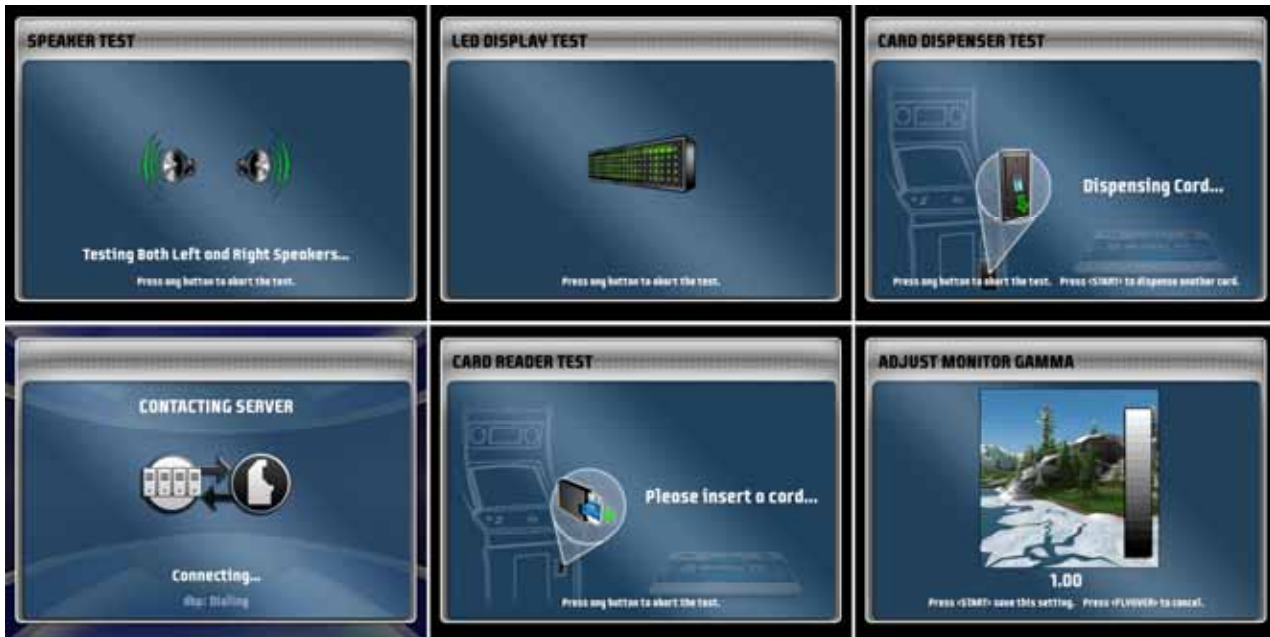 SPEAKER TEST
Testing Both Left and Right Speakers...
Press any button to abort the test.
LED DISPLAY TEST
Press any button to abort the test.
CARD DISPENSER TEST
Dispensing Card...
Press any button to abort the test. Press <START> to dispense another card.
CONTACTING SERVER
Connecting...
dbp: Dialling
CARD READER TEST
Please insert a card...
Press any button to abort the test.
ADJUST MONITOR GAMMA
1.00
Press <START> save this setting. Press <FLYOVER> to cancel.